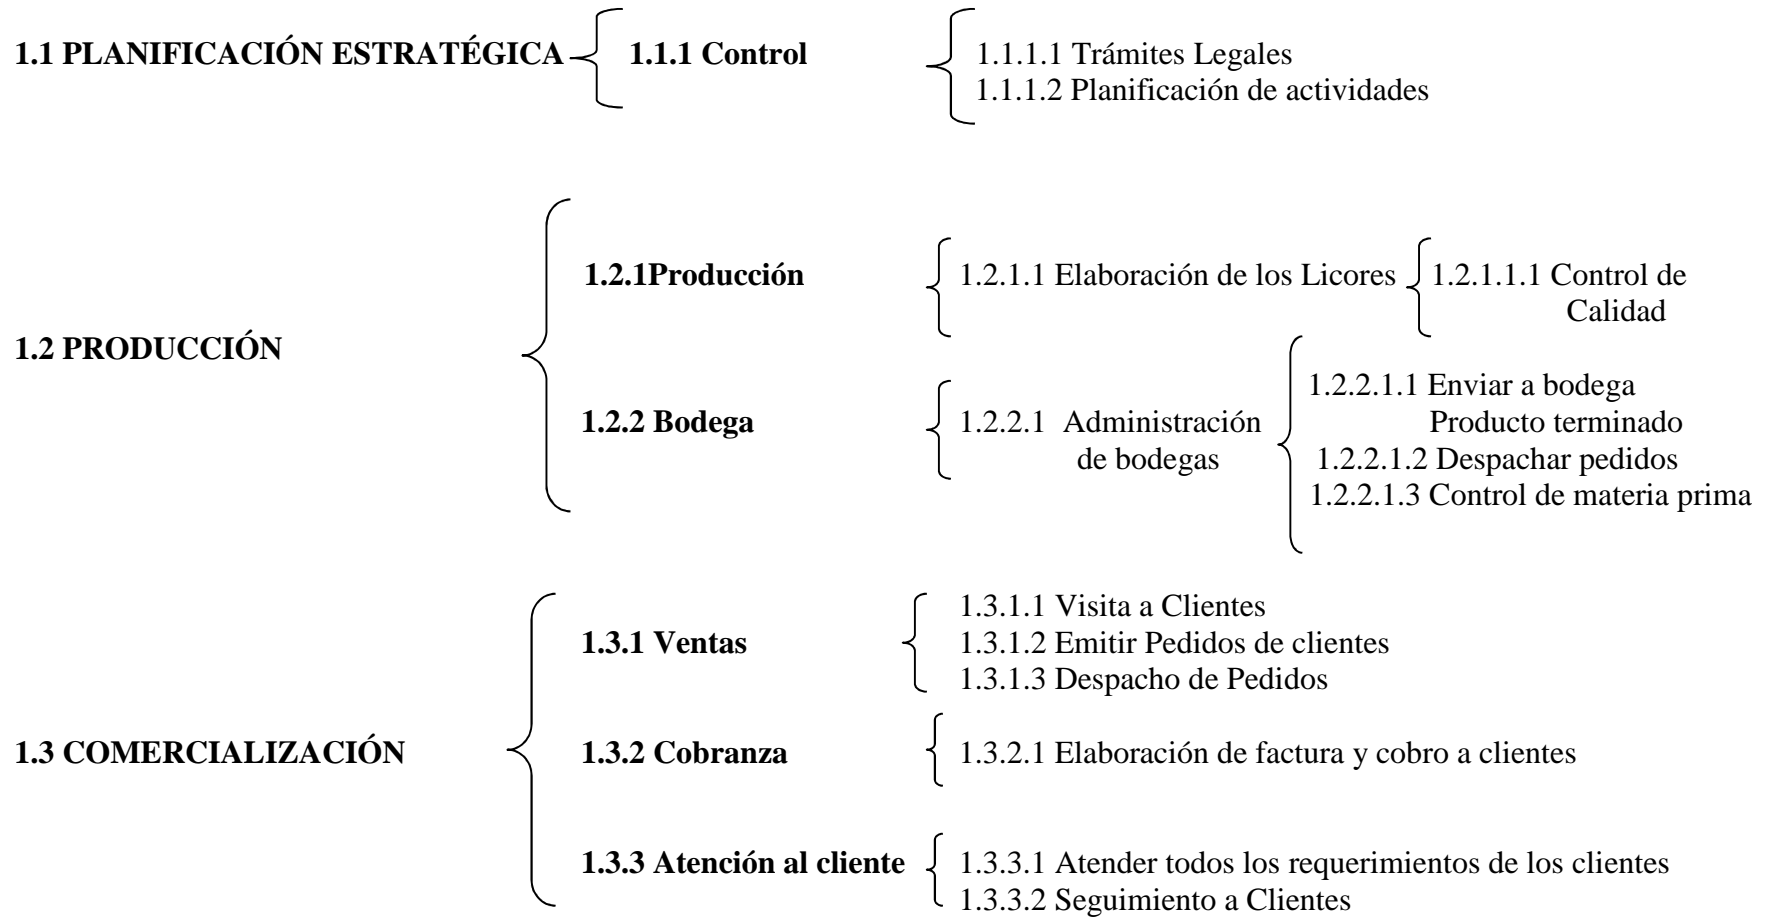 1.1 PLANIFICACIÓN ESTRATÉGICA
1.1.1 Control
1.1.1.1 Trámites Legales
1.1.1.2 Planificación de actividades
1.2 PRODUCCIÓN
1.2.1Producción
1.2.1.1 Elaboración de los Licores
1.2.1.1.1 Control de
Calidad
1.2.2 Bodega
1.2.2.1 Administración
de bodegas
1.2.2.1.1 Enviar a bodega
Producto terminado
1.2.2.1.2 Despachar pedidos
1.2.2.1.3 Control de materia prima
1.3 COMERCIALIZACIÓN
1.3.1 Ventas
1.3.1.1 Visita a Clientes
1.3.1.2 Emitir Pedidos de clientes
1.3.1.3 Despacho de Pedidos
1.3.2 Cobranza
1.3.2.1 Elaboración de factura y cobro a clientes
1.3.3 Atención al cliente
1.3.3.1 Atender todos los requerimientos de los clientes
1.3.3.2 Seguimiento a Clientes